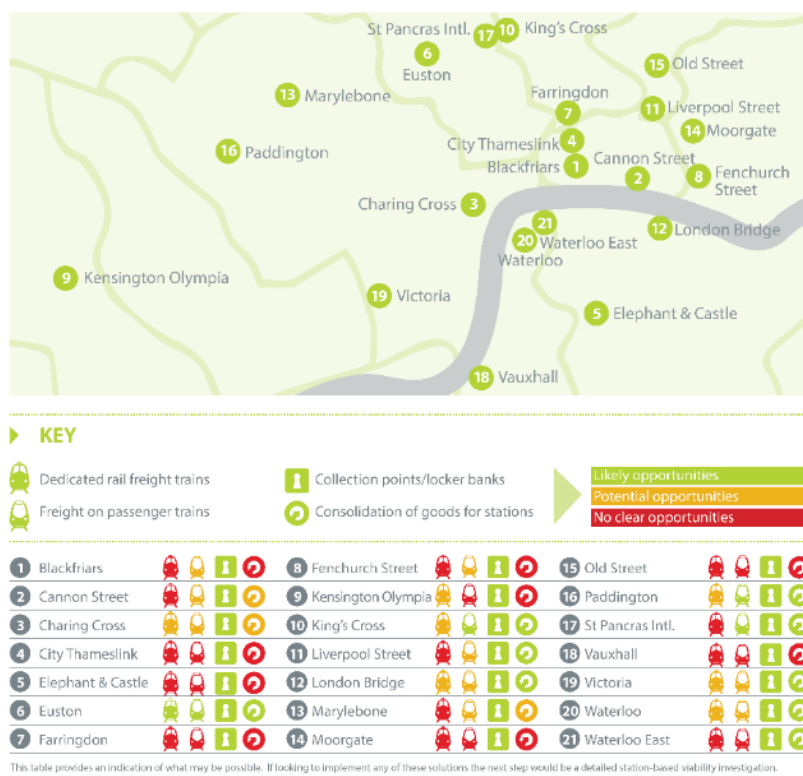 St Pancras Intl.
17
10
King's Cross
6
Euston
15
Old Street
13
Marylebone
Farringdon
7
11
Liverpool Street
14
Moorgate
16
Paddington
City Thameslink
4
Blackfriars
1
Cannon Street
2
8
Fenchurch
Street
Charing Cross
3
21
20
Waterloo East
Waterloo
12
London Bridge
9
Kensington Olympia
19
Victoria
5
Elephant & Castle
18
Vauxhall
KEY
Dedicated rail freight trains
Collection points/locker banks
Likely opportunities
Potential opportunities
Freight on passenger trains
Consolidation of goods for stations
No clear opportunities
1 Blackfriars
8 Fenchurch Street
15 Old Street
2 Cannon Street
9 Kensington Olympia
16 Paddington
3 Charing Cross
10 King's Cross
17 St Pancras Intl.
4 City Thameslink
11 Liverpool Street
18 Vauxhall
5 Elephant & Castle
12 London Bridge
19 Victoria
6 Euston
13 Marylebone
20 Waterloo
7 Farringdon
14 Moorgate
21 Waterloo East
This table provides an indication of what may be possible. If looking to implement any of these solutions the next step would be a detailed station-based viability investigation.